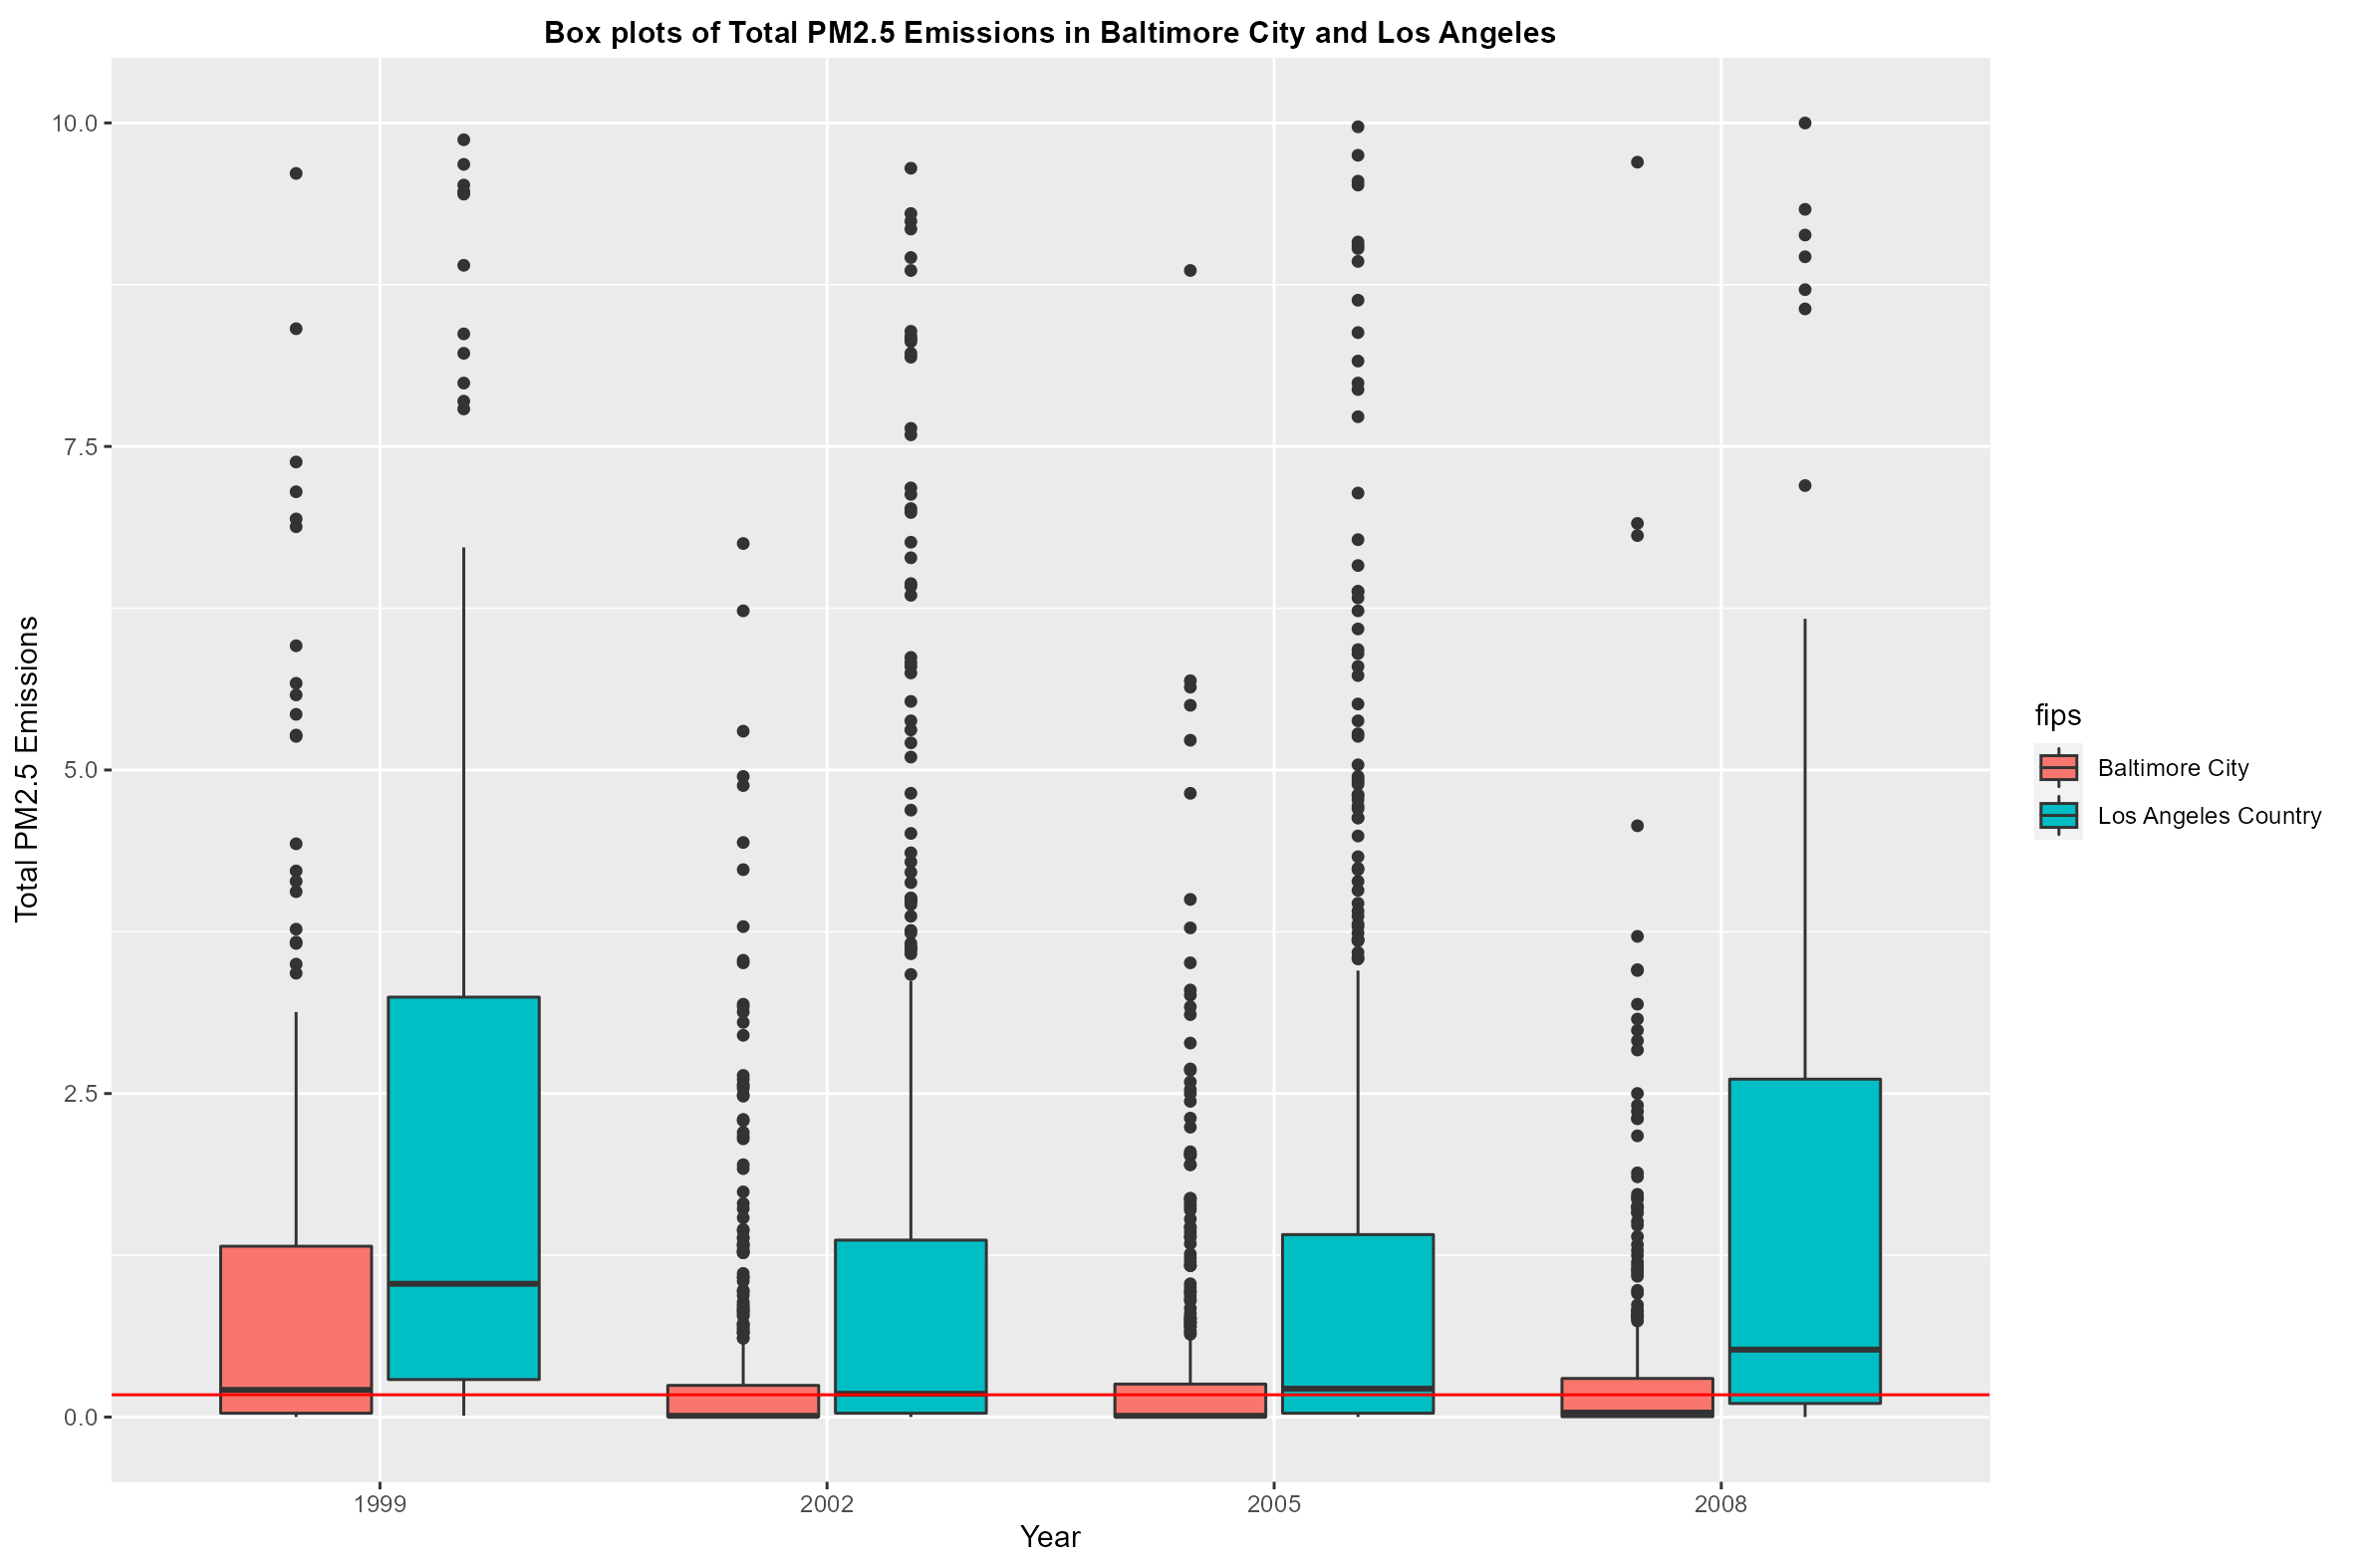 Box plots of Total PM2.5 Emissions in Baltimore City and Los Angeles
Total PM2.5 Emissions
10.0
7.5
5.0
2.5
0.0
1999
2002
2005
2008
Year
fips
Baltimore City
Los Angeles Country